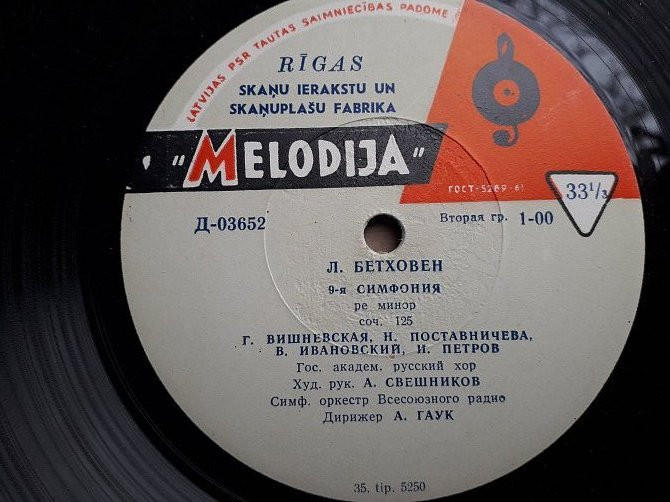 LATVIJAS PSR TAUTAS SAIMNIECĪBAS PADOME
RĪGAS
SKAŅU IERAKSTU UN
SKAŅUPLAŠU FABRIKA
"MELODIJA"
ГОСТ-5289-61
33 1/3
Д-03652
Вторая гр. 1-00
Л. БЕТХОВЕН
9-я СИМФОНИЯ
ре минор
соч. 125
Г. ВИШНЕВСКАЯ, Н. ПОСТАВНИЧЕВА,
В. ИВАНОВСКИЙ, И. ПЕТРОВ
Гос. академ. русский хор
Худ. рук. А. СВЕШНИКОВ
Симф. оркестр Всесоюзного радио
Дирижер А. ГАУК
35. tip. 5250